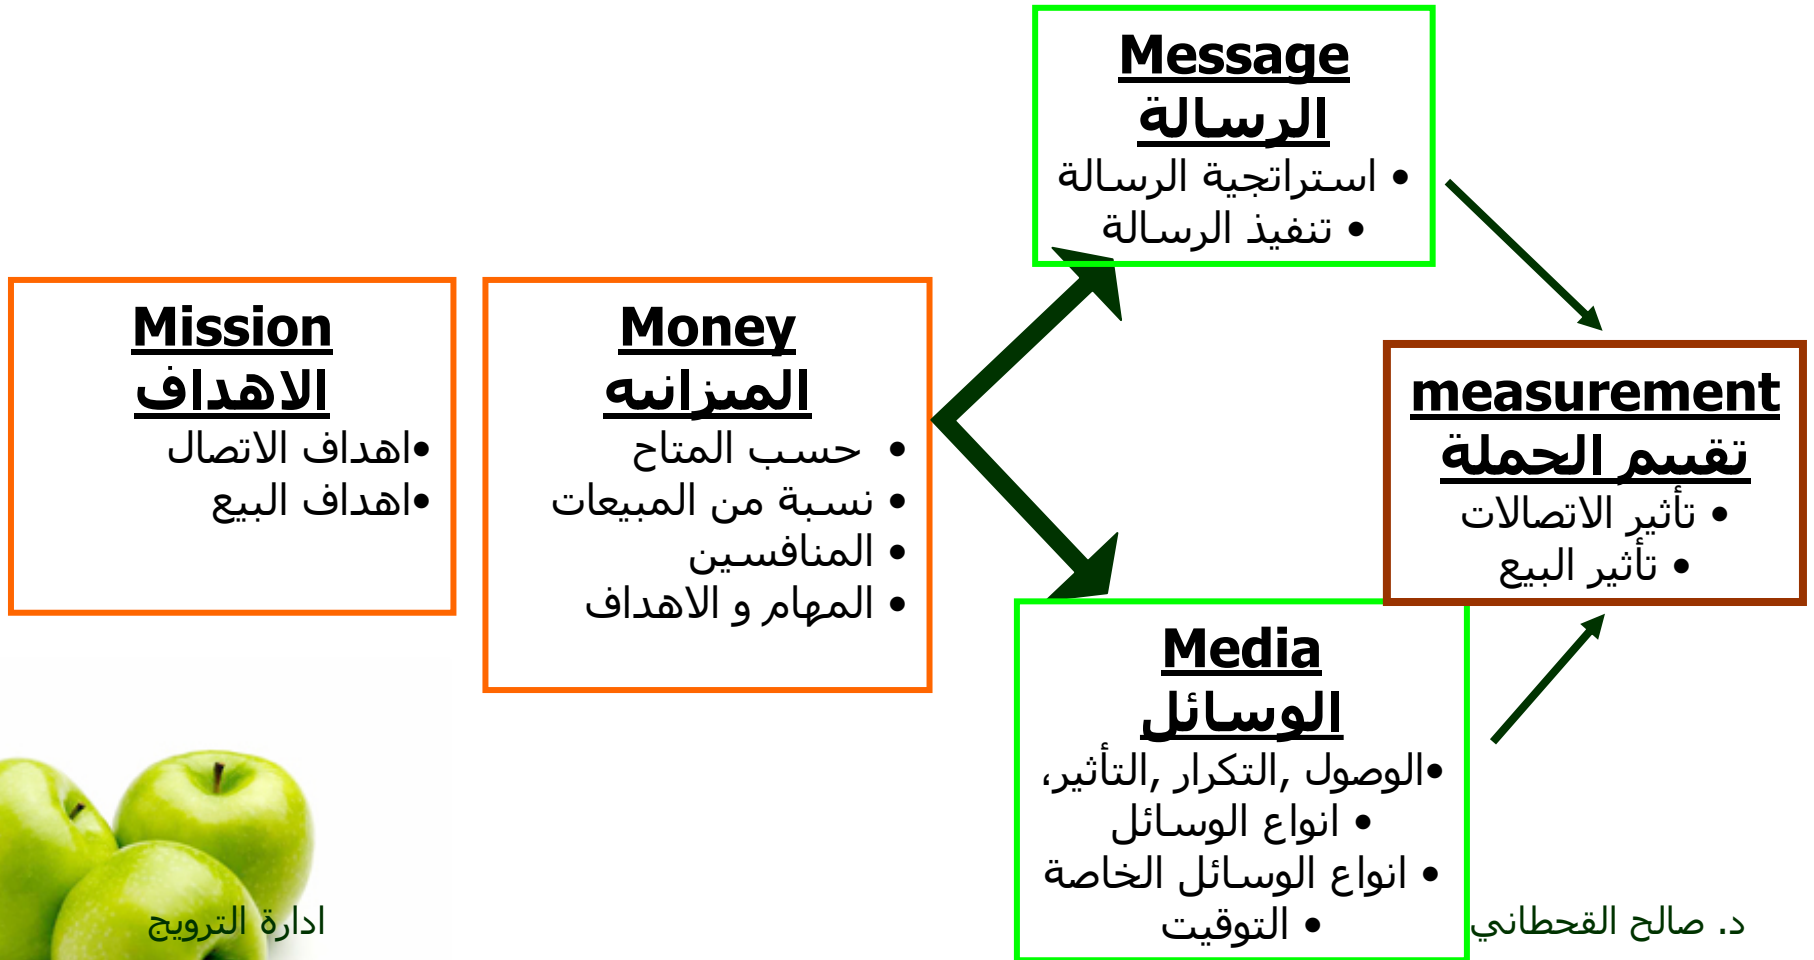 Mission
الاهداف
•اهداف الاتصال
•اهداف البيع
Money
الميزانيه
• حسب المتاح
• نسبة من المبيعات
• المنافسين
• المهام و الاهداف
Message
الرسالة
• استراتجية الرسالة
• تنفيذ الرسالة
Media
الوسائل
•الوصول ,التكرار ,التأثير،
• انواع الوسائل
• انواع الوسائل الخاصة
• التوقيت
measurement
تقييم الحملة
• تأثير الاتصالات
• تأثير البيع
د. صالح القحطاني
ادارة الترويج